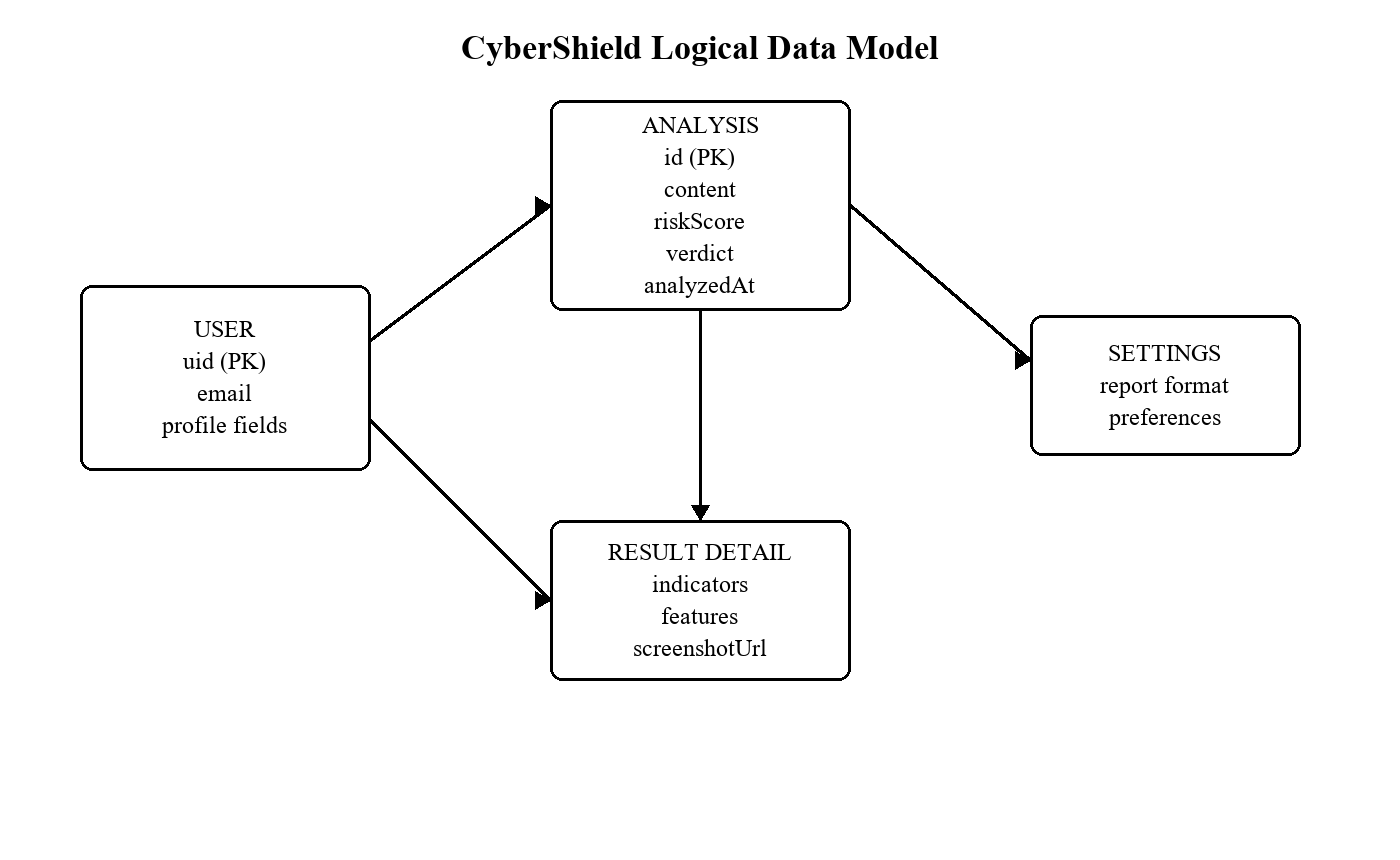 CyberShield Logical Data Model
ANALYSIS
id (PK)
content
riskScore
verdict
analyzedAt
USER
uid (PK)
email
profile fields
SETTINGS
report format
preferences
RESULT DETAIL
indicators
features
screenshotUrl